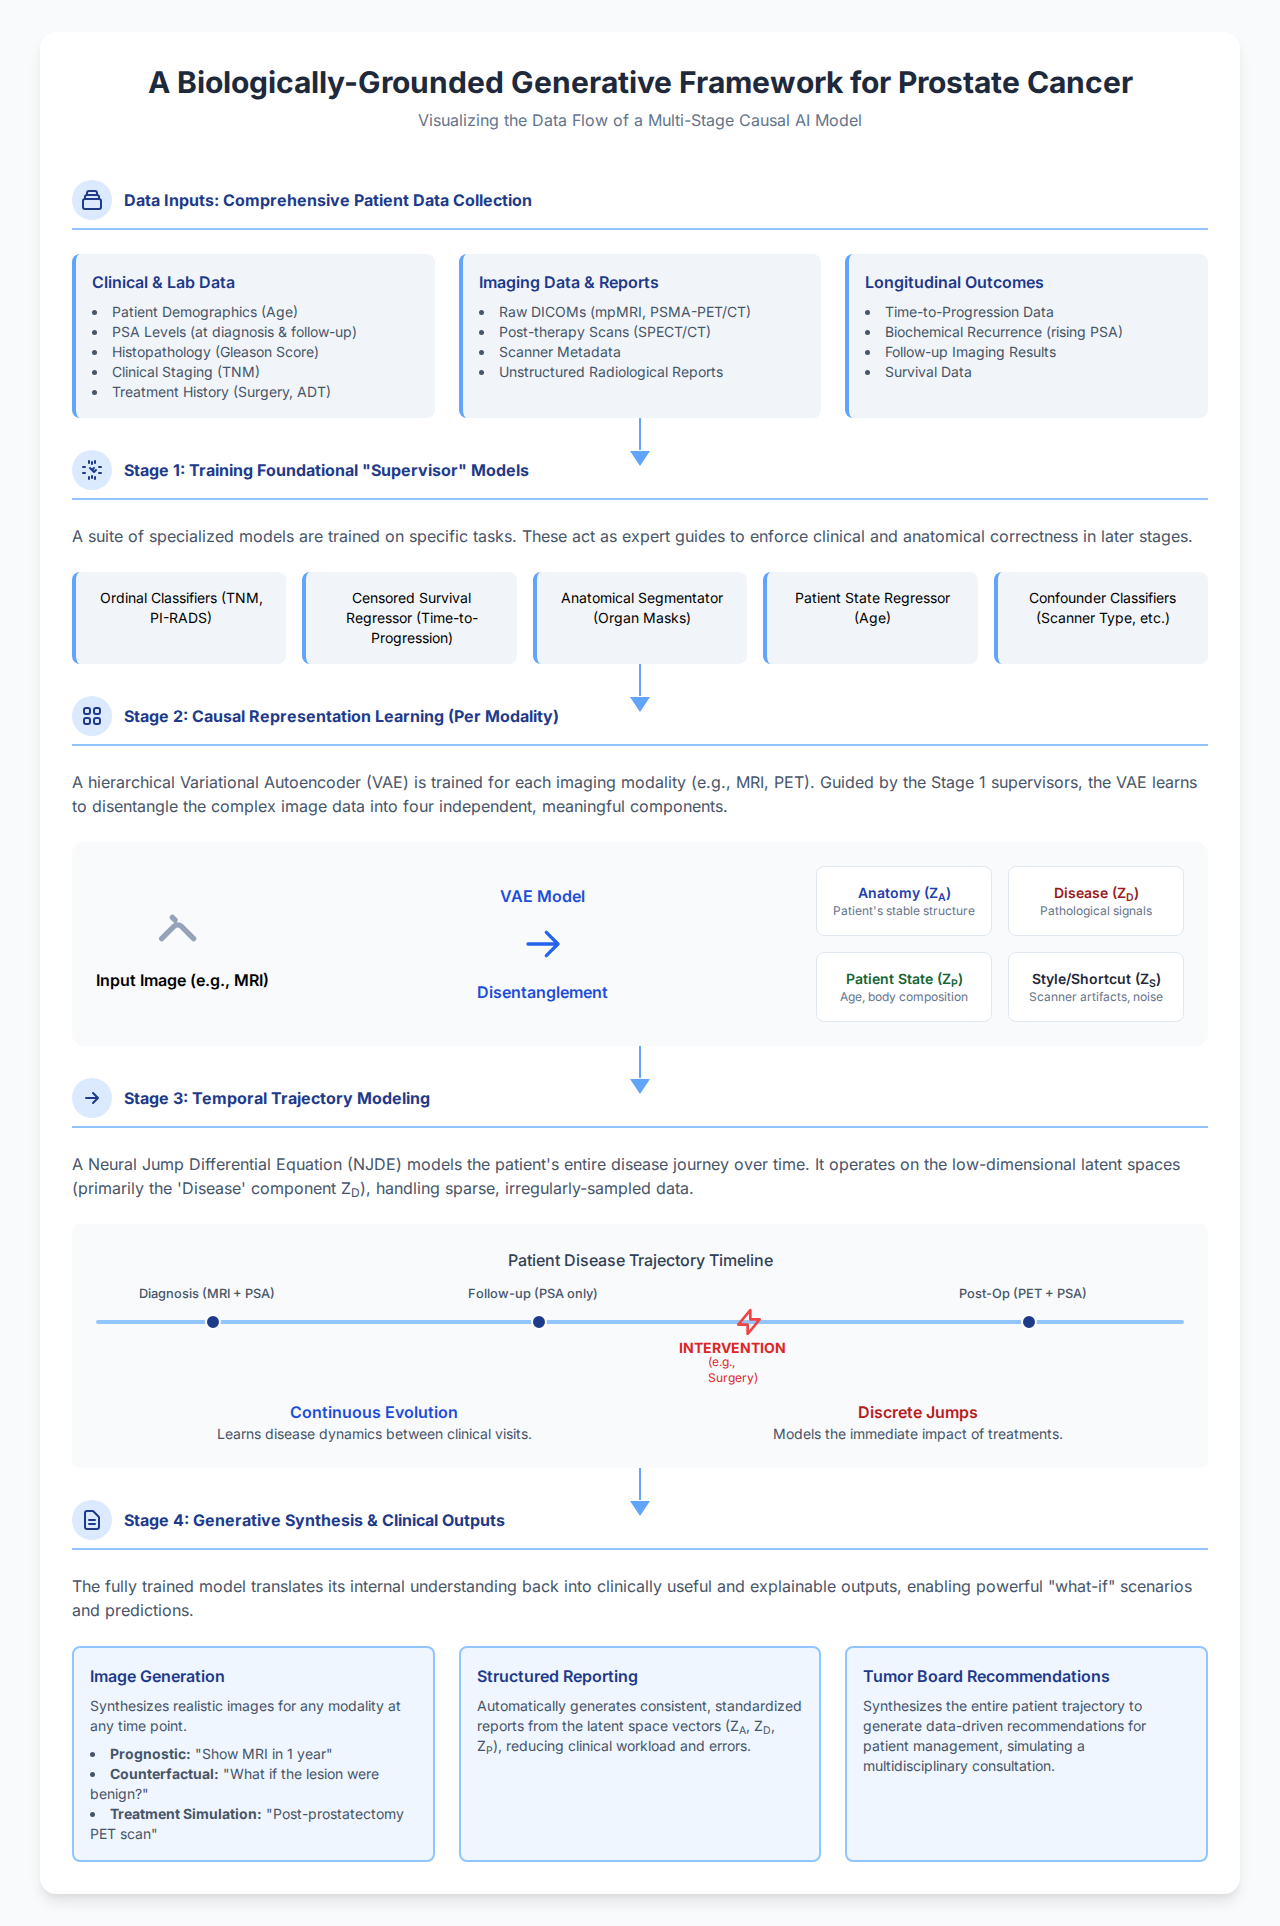 A Biologically-Grounded Generative Framework for Prostate Cancer
Visualizing the Data Flow of a Multi-Stage Causal AI Model
Data Inputs: Comprehensive Patient Data Collection
Clinical & Lab Data
• Patient Demographics (Age)
• PSA Levels (at diagnosis & follow-up)
• Histopathology (Gleason Score)
• Clinical Staging (TNM)
• Treatment History (Surgery, ADT)
Imaging Data & Reports
• Raw DICOMs (mpMRI, PSMA-PET/CT)
• Post-therapy Scans (SPECT/CT)
• Scanner Metadata
• Unstructured Radiological Reports
Longitudinal Outcomes
• Time-to-Progression Data
• Biochemical Recurrence (rising PSA)
• Follow-up Imaging Results
• Survival Data
Stage 1: Training Foundational "Supervisor" Models
A suite of specialized models are trained on specific tasks. These act as expert guides to enforce clinical and anatomical correctness in later stages.
Ordinal Classifiers (TNM,
PI-RADS)
Censored Survival
Regressor (Time-to-
Progression)
Anatomical Segmentator
(Organ Masks)
Patient State Regressor
(Age)
Confounder Classifiers
(Scanner Type, etc.)
Stage 2: Causal Representation Learning (Per Modality)
A hierarchical Variational Autoencoder (VAE) is trained for each imaging modality (e.g., MRI, PET). Guided by the Stage 1 supervisors, the VAE learns
to disentangle the complex image data into four independent, meaningful components.
Input Image (e.g., MRI)
VAE Model
Disentanglement
Anatomy (Z_A)
Patient's stable structure
Disease (Z_D)
Pathological signals
Patient State (Z_P)
Age, body composition
Style/Shortcut (Z_S)
Scanner artifacts, noise
Stage 3: Temporal Trajectory Modeling
A Neural Jump Differential Equation (NJDE) models the patient's entire disease journey over time. It operates on the low-dimensional latent spaces
(primarily the 'Disease' component Z_D), handling sparse, irregularly-sampled data.
Patient Disease Trajectory Timeline
Diagnosis (MRI + PSA)
Follow-up (PSA only)
Post-Op (PET + PSA)
INTERVENTION
(e.g.,
Surgery)
Continuous Evolution
Learns disease dynamics between clinical visits.
Discrete Jumps
Models the immediate impact of treatments.
Stage 4: Generative Synthesis & Clinical Outputs
The fully trained model translates its internal understanding back into clinically useful and explainable outputs, enabling powerful "what-if" scenarios
and predictions.
Image Generation
Synthesizes realistic images for any modality at
any time point.
• Prognostic: "Show MRI in 1 year"
• Counterfactual: "What if the lesion were
benign?"
• Treatment Simulation: "Post-prostatectomy
PET scan"
Structured Reporting
Automatically generates consistent, standardized
reports from the latent space vectors (Z_A, Z_D,
Z_P), reducing clinical workload and errors.
Tumor Board Recommendations
Synthesizes the entire patient trajectory to
generate data-driven recommendations for
patient management, simulating a
multidisciplinary consultation.